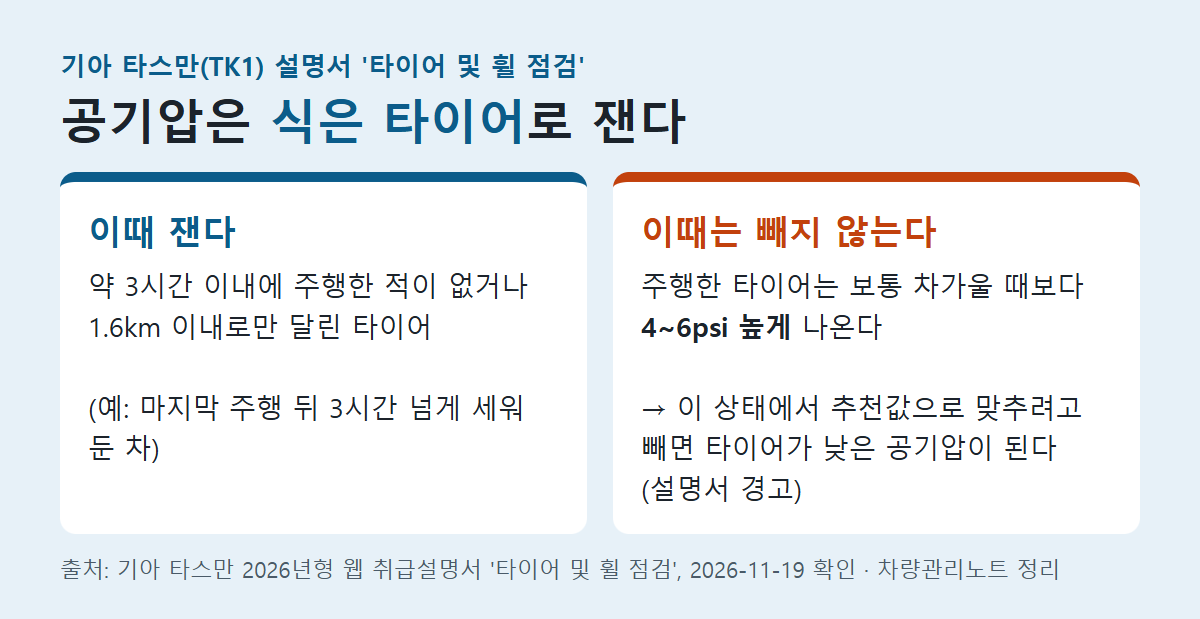 기아 타스만(TK1) 설명서 '타이어 및 휠 점검'
공기압은 식은 타이어로 잰다
이때 잰다
약 3시간 이내에 주행한 적이 없거나
1.6km 이내로만 달린 타이어
(예: 마지막 주행 뒤 3시간 넘게 세워
둔 차)
이때는 빼지 않는다
주행한 타이어는 보통 차가울 때보다
4~6psi 높게 나온다
→ 이 상태에서 추천값으로 맞추려고
빼면 타이어가 낮은 공기압이 된다
(설명서 경고)
출처: 기아 타스만 2026년형 웹 취급설명서 '타이어 및 휠 점검', 2026-11-19 확인 · 차량관리노트 정리